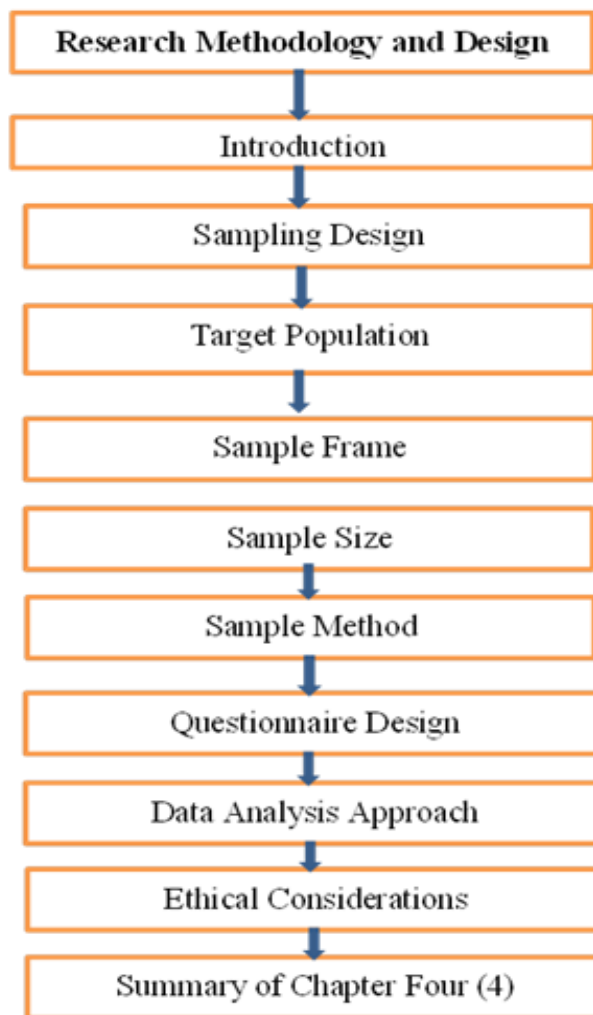 Research Methodology and Design
Introduction
Sampling Design
Target Population
Sample Frame
Sample Size
Sample Method
Questionnaire Design
Data Analysis Approach
Ethical Considerations
Summary of Chapter Four (4)